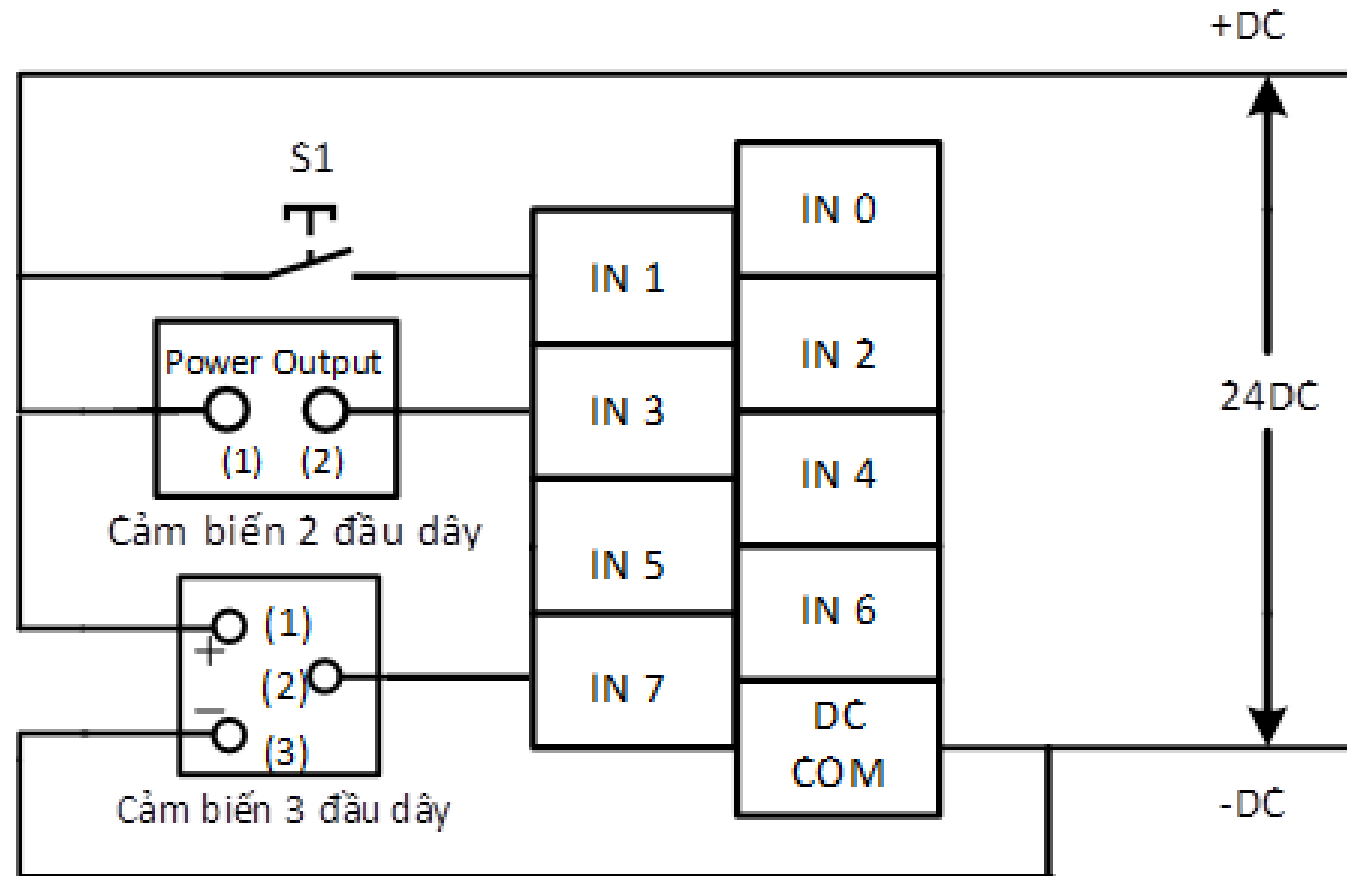 +DC
S1
IN 0
IN 1
IN 2
Power Output
24DC
IN 3
(1) (2)
IN 4
Cảm biến 2 đầu dây
IN 5
IN 6
(1)
+
(2)
IN 7
−
(3)
DC
COM
Cảm biến 3 đầu dây
-DC